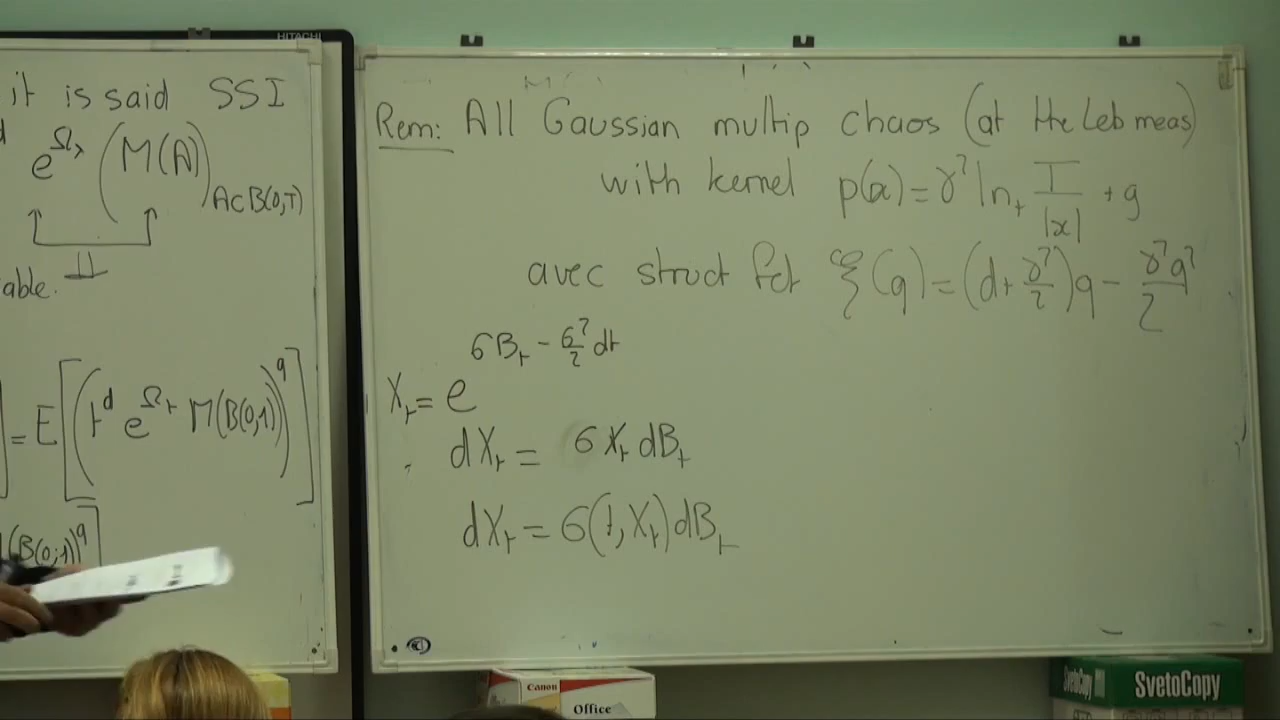 HITACHI
it is said SSI
e^{Ω_λ} (M(A))_{A⊂B(0,T)}
⊥⊥
able.
= E[(t^d e^{Ω_t} M(B(0,1)))^q]
(B(0,1)^q]
Rem: All Gaussian multip chaos (at the Leb meas)
with kernel ρ(x) = γ² ln₊ T/|x| + g
avec struct fct ξ(q) = (d + γ²/2)q − γ²q²/2
X_t = e^{σB_t − σ²/2 dt}
dX_t = σ X_t dB_t
dX_t = σ(t, X_t) dB_t
Canon
Office
SvetoCopy
SvetoCopy